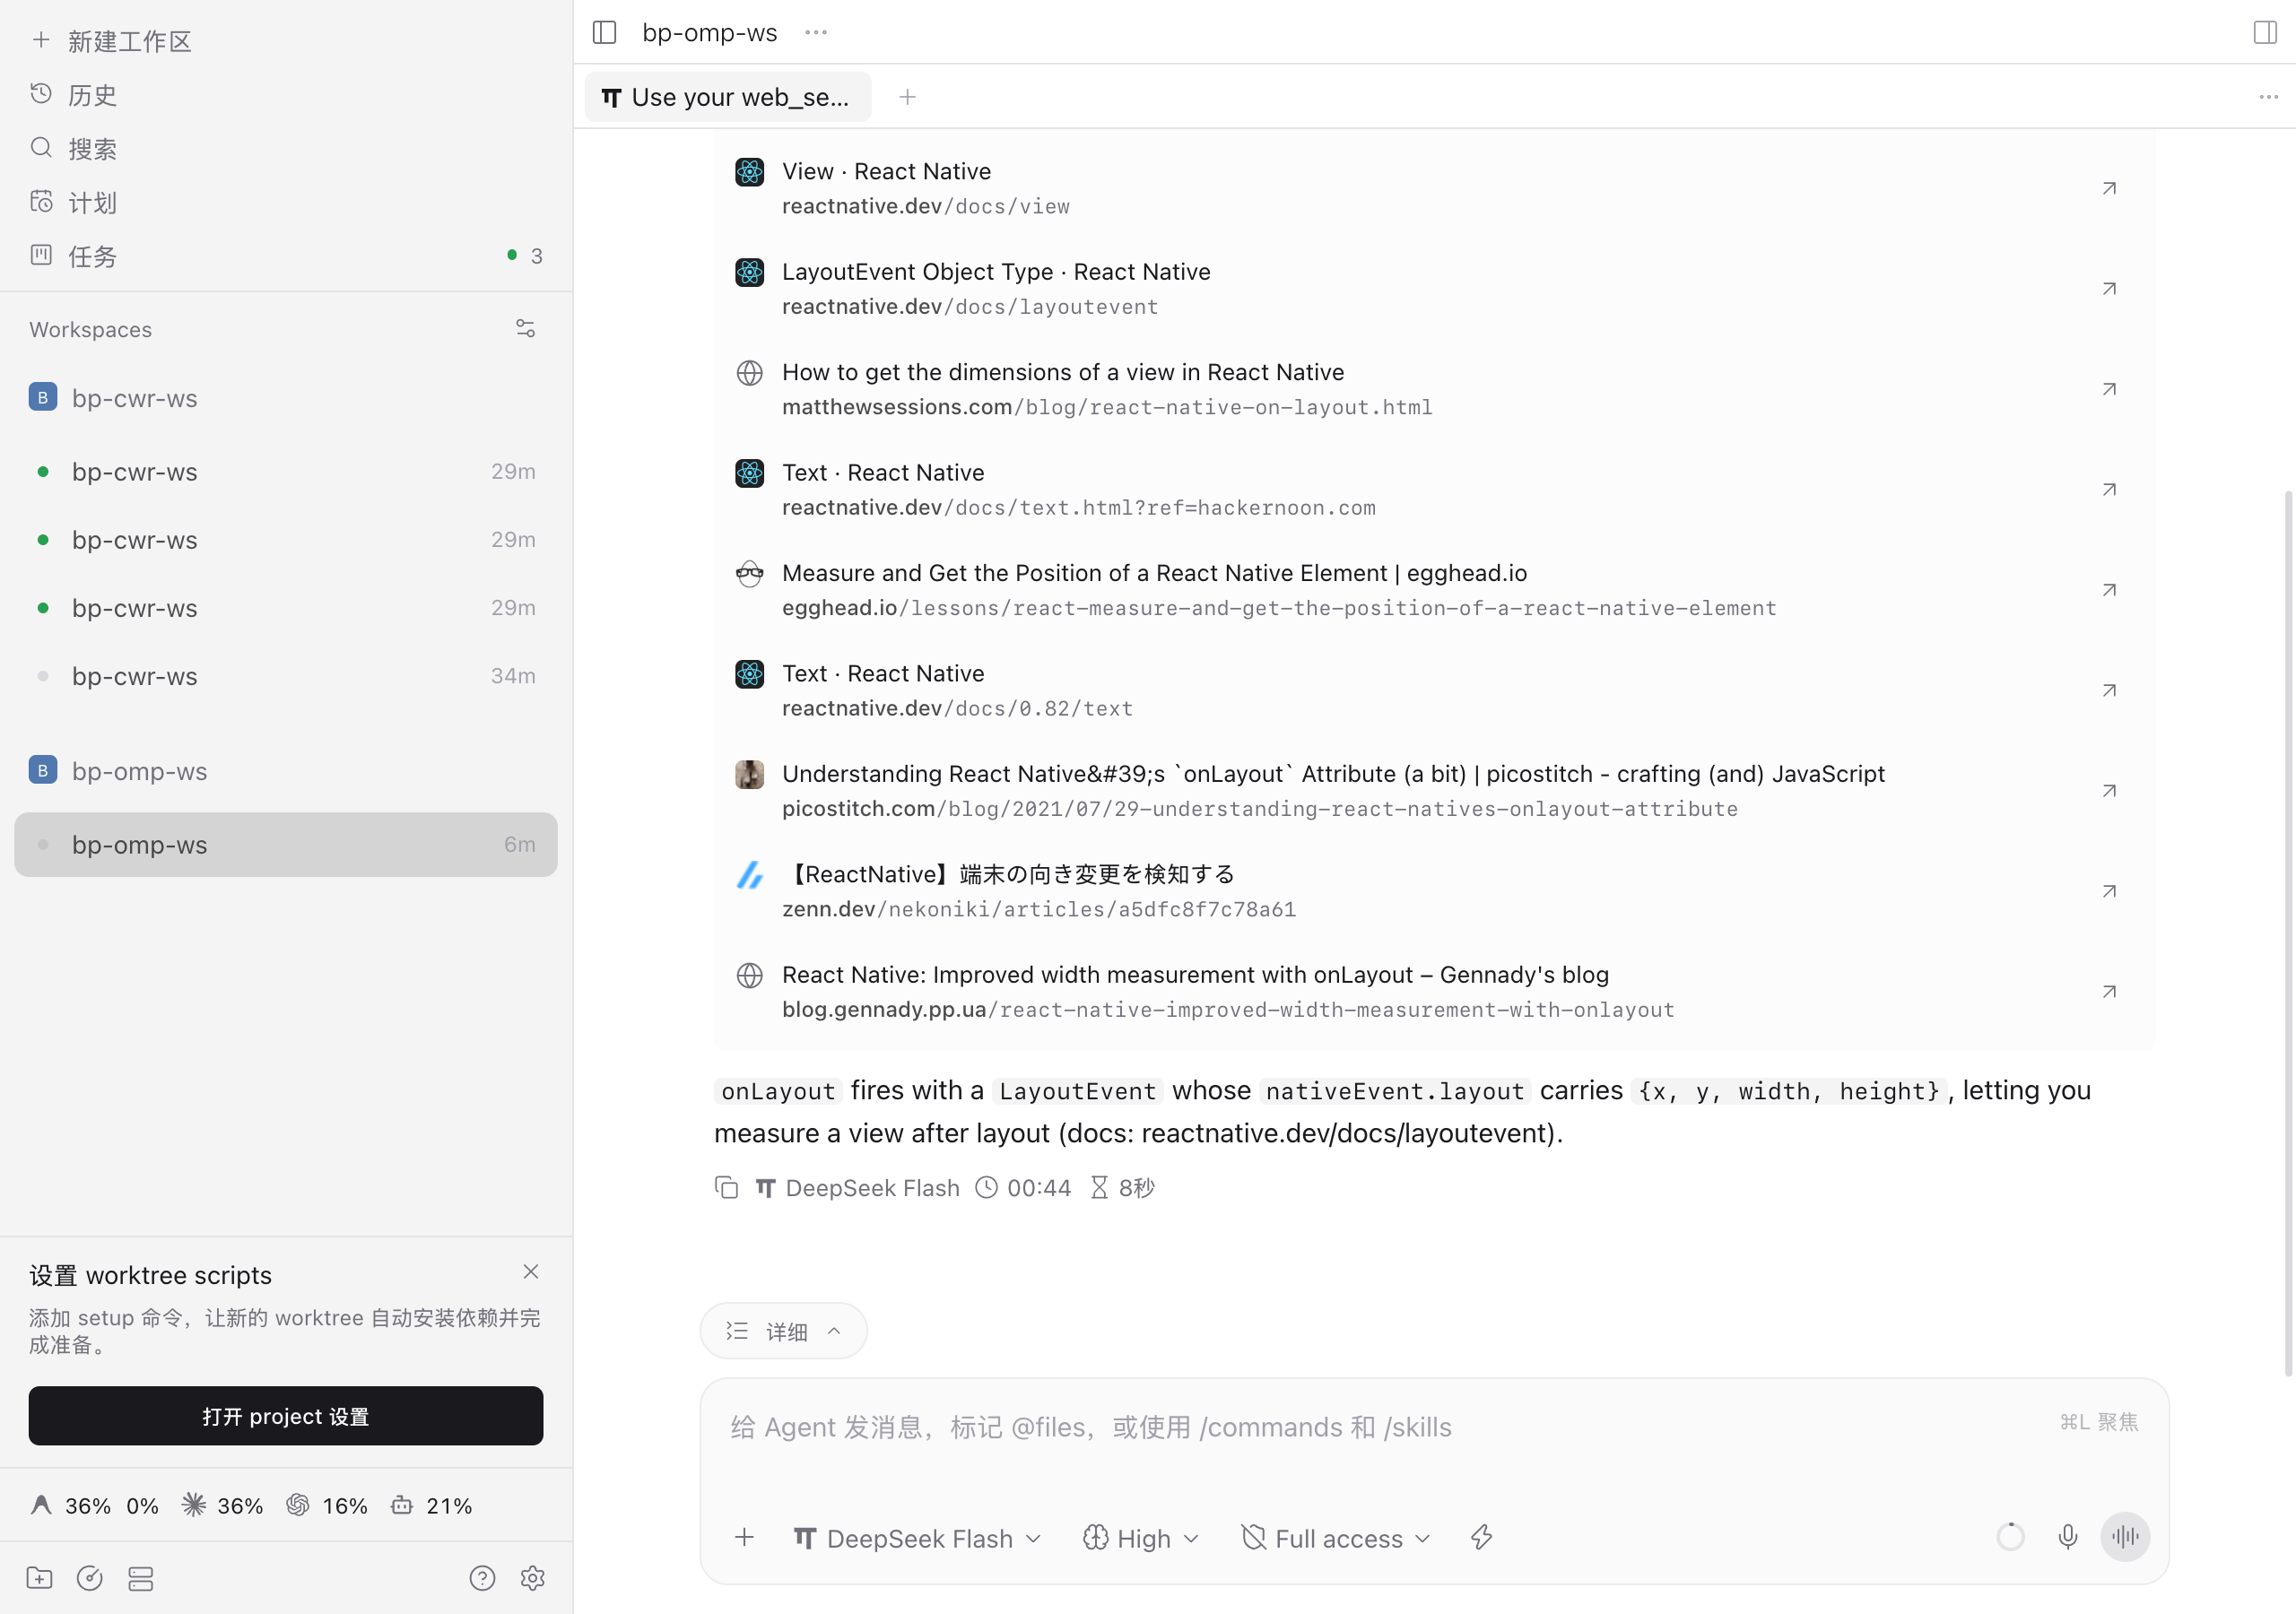 新建工作区
历史
搜索
计划
任务 3
Workspaces
B bp-cwr-ws
bp-cwr-ws 29m
bp-cwr-ws 29m
bp-cwr-ws 29m
bp-cwr-ws 34m
B bp-omp-ws
bp-omp-ws 6m
设置 worktree scripts
添加 setup 命令，让新的 worktree 自动安装依赖并完
成准备。
打开 project 设置
36% 0% 36% 16% 21%
bp-omp-ws
Use your web_se...
View · React Native
reactnative.dev/docs/view
LayoutEvent Object Type · React Native
reactnative.dev/docs/layoutevent
How to get the dimensions of a view in React Native
matthewsessions.com/blog/react-native-on-layout.html
Text · React Native
reactnative.dev/docs/text.html?ref=hackernoon.com
Measure and Get the Position of a React Native Element | egghead.io
egghead.io/lessons/react-measure-and-get-the-position-of-a-react-native-element
Text · React Native
reactnative.dev/docs/0.82/text
Understanding React Native&#39;s `onLayout` Attribute (a bit) | picostitch - crafting (and) JavaScript
picostitch.com/blog/2021/07/29-understanding-react-natives-onlayout-attribute
【ReactNative】端末の向き変更を検知する
zenn.dev/nekoniki/articles/a5dfc8f7c78a61
React Native: Improved width measurement with onLayout – Gennady's blog
blog.gennady.pp.ua/react-native-improved-width-measurement-with-onlayout
onLayout fires with a LayoutEvent whose nativeEvent.layout carries {x, y, width, height}, letting you
measure a view after layout (docs: reactnative.dev/docs/layoutevent).
DeepSeek Flash 00:44 8秒
详细
给 Agent 发消息，标记 @files，或使用 /commands 和 /skills
⌘L 聚焦
DeepSeek Flash High Full access